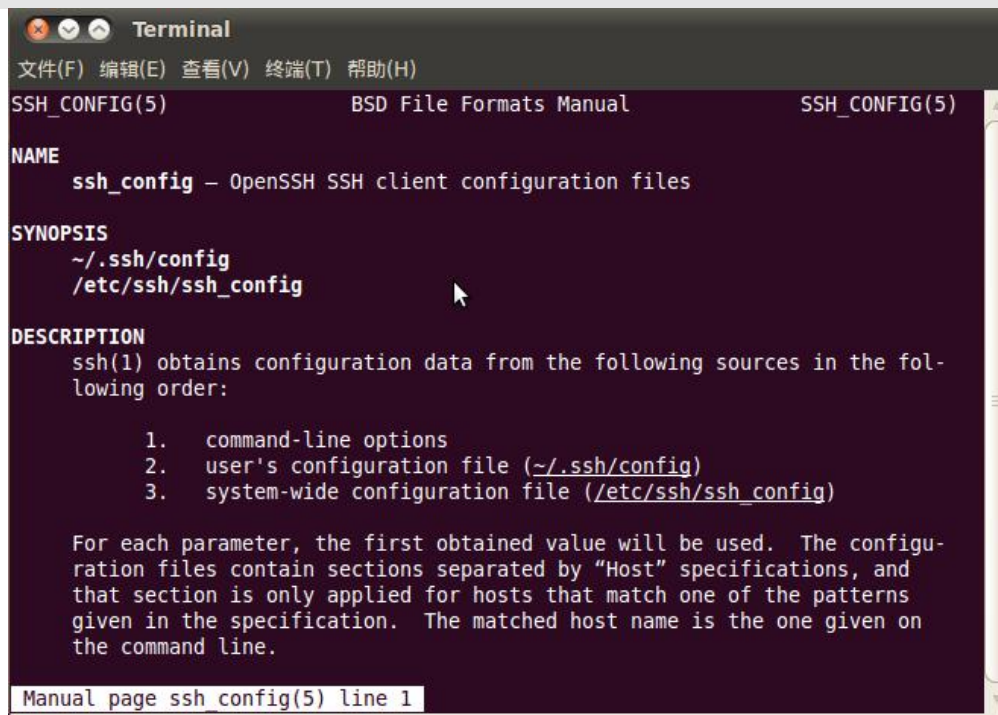 Terminal
文件(F) 编辑(E) 查看(V) 终端(T) 帮助(H)
SSH_CONFIG(5) BSD File Formats Manual SSH_CONFIG(5)
NAME
ssh_config — OpenSSH SSH client configuration files
SYNOPSIS
~/.ssh/config
/etc/ssh/ssh_config
DESCRIPTION
ssh(1) obtains configuration data from the following sources in the fol-
lowing order:
1. command-line options
2. user's configuration file (~/.ssh/config)
3. system-wide configuration file (/etc/ssh/ssh_config)
For each parameter, the first obtained value will be used. The configu-
ration files contain sections separated by “Host” specifications, and
that section is only applied for hosts that match one of the patterns
given in the specification. The matched host name is the one given on
the command line.
Manual page ssh_config(5) line 1